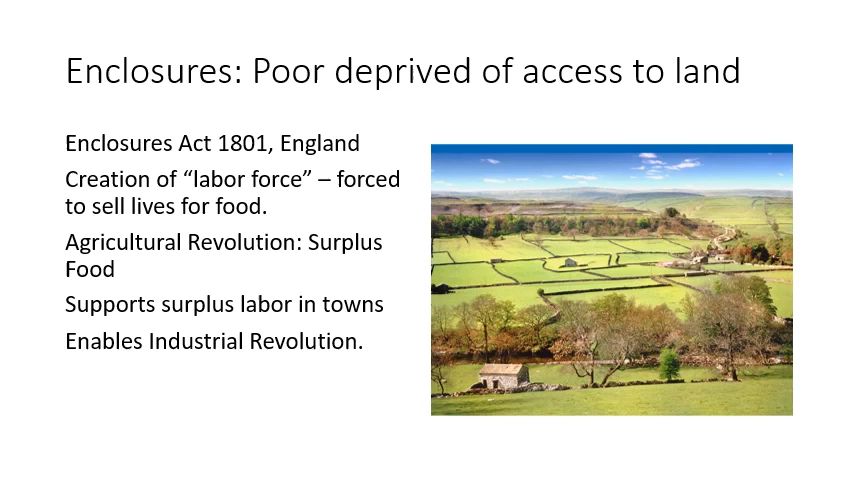 Enclosures: Poor deprived of access to land
Enclosures Act 1801, England
Creation of “labor force” – forced
to sell lives for food.
Agricultural Revolution: Surplus
Food
Supports surplus labor in towns
Enables Industrial Revolution.